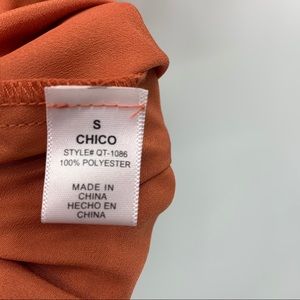 S
CHICO
STYLE# QT-1086
100% POLYESTER
MADE IN
CHINA
HECHO EN
CHINA